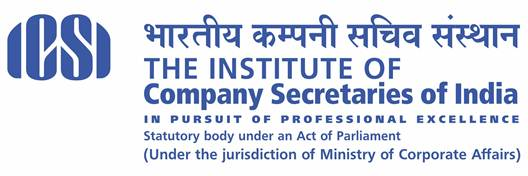 ICSI
भारतीय कम्पनी सचिव संस्थान
THE INSTITUTE OF
Company Secretaries of India
IN PURSUIT OF PROFESSIONAL EXCELLENCE
Statutory body under an Act of Parliament
(Under the jurisdiction of Ministry of Corporate Affairs)